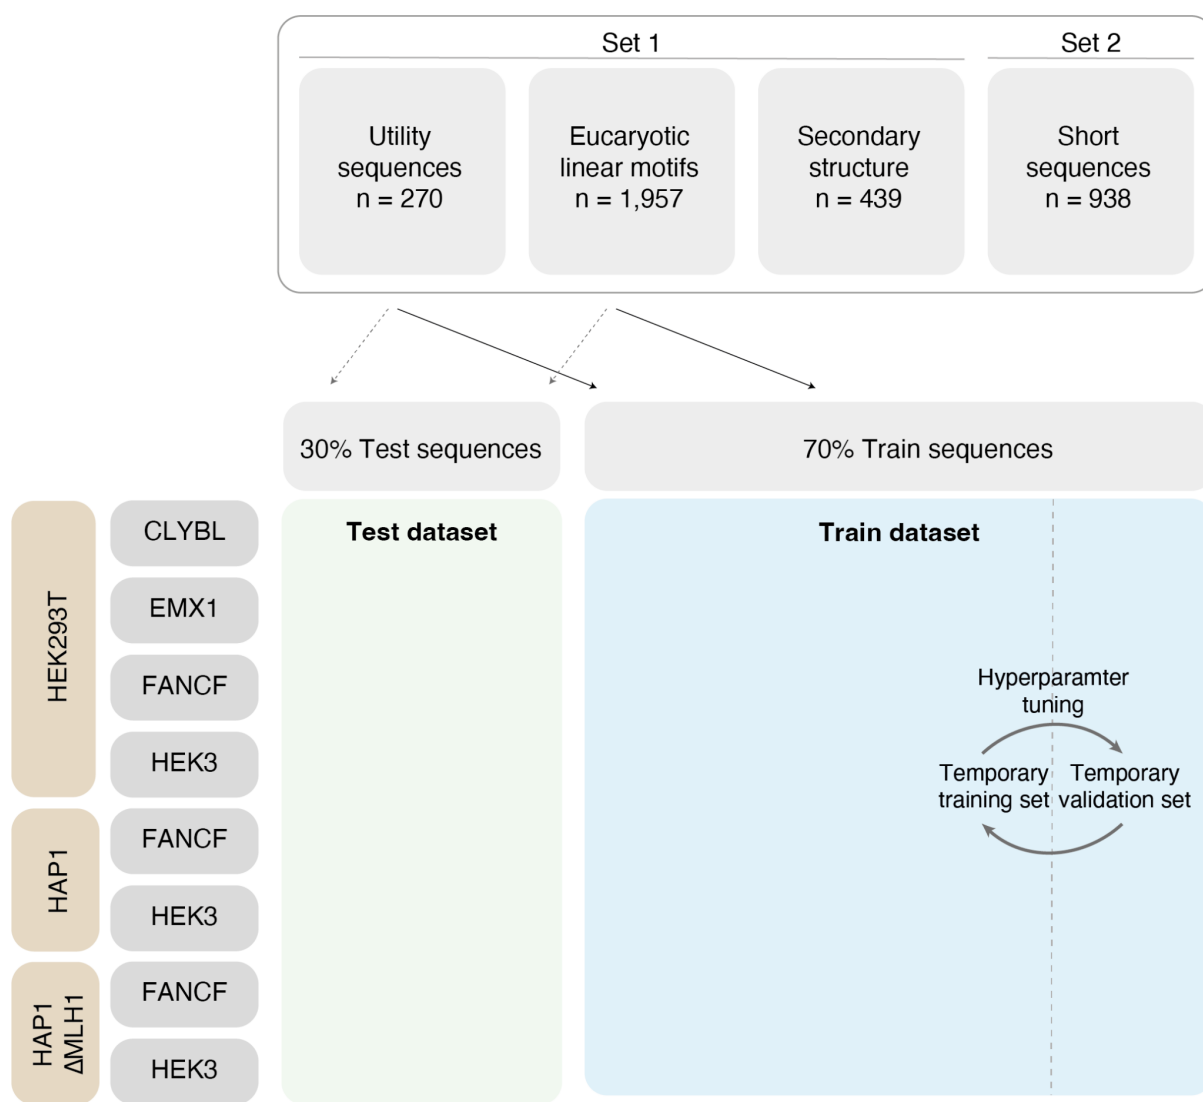 Set 1
Set 2
Utility
sequences
n = 270
Eucaryotic
linear motifs
n = 1,957
Secondary
structure
n = 439
Short
sequences
n = 938
30% Test sequences
70% Train sequences
Test dataset
Train dataset
HEK293T
CLYBL
EMX1
FANCF
HEK3
HAP1
FANCF
HEK3
HAP1
ΔMLH1
FANCF
HEK3
Hyperparamter
tuning
Temporary
training set
Temporary
validation set